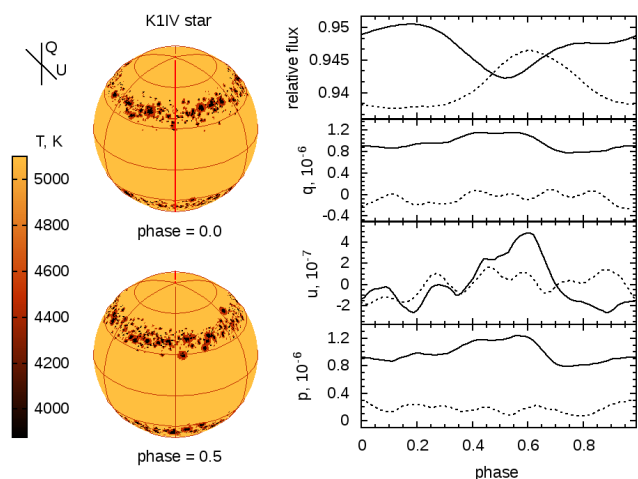 K1IV star
Q
U
T, K
5000
4800
4600
4400
4200
4000
phase = 0.0
phase = 0.5
relative flux
0.95
0.945
0.94
q, 10^-6
1.2
0.8
0.4
0
-0.4
u, 10^-7
4
2
0
-2
p, 10^-6
1.2
0.8
0.4
0
0 0.2 0.4 0.6 0.8
phase